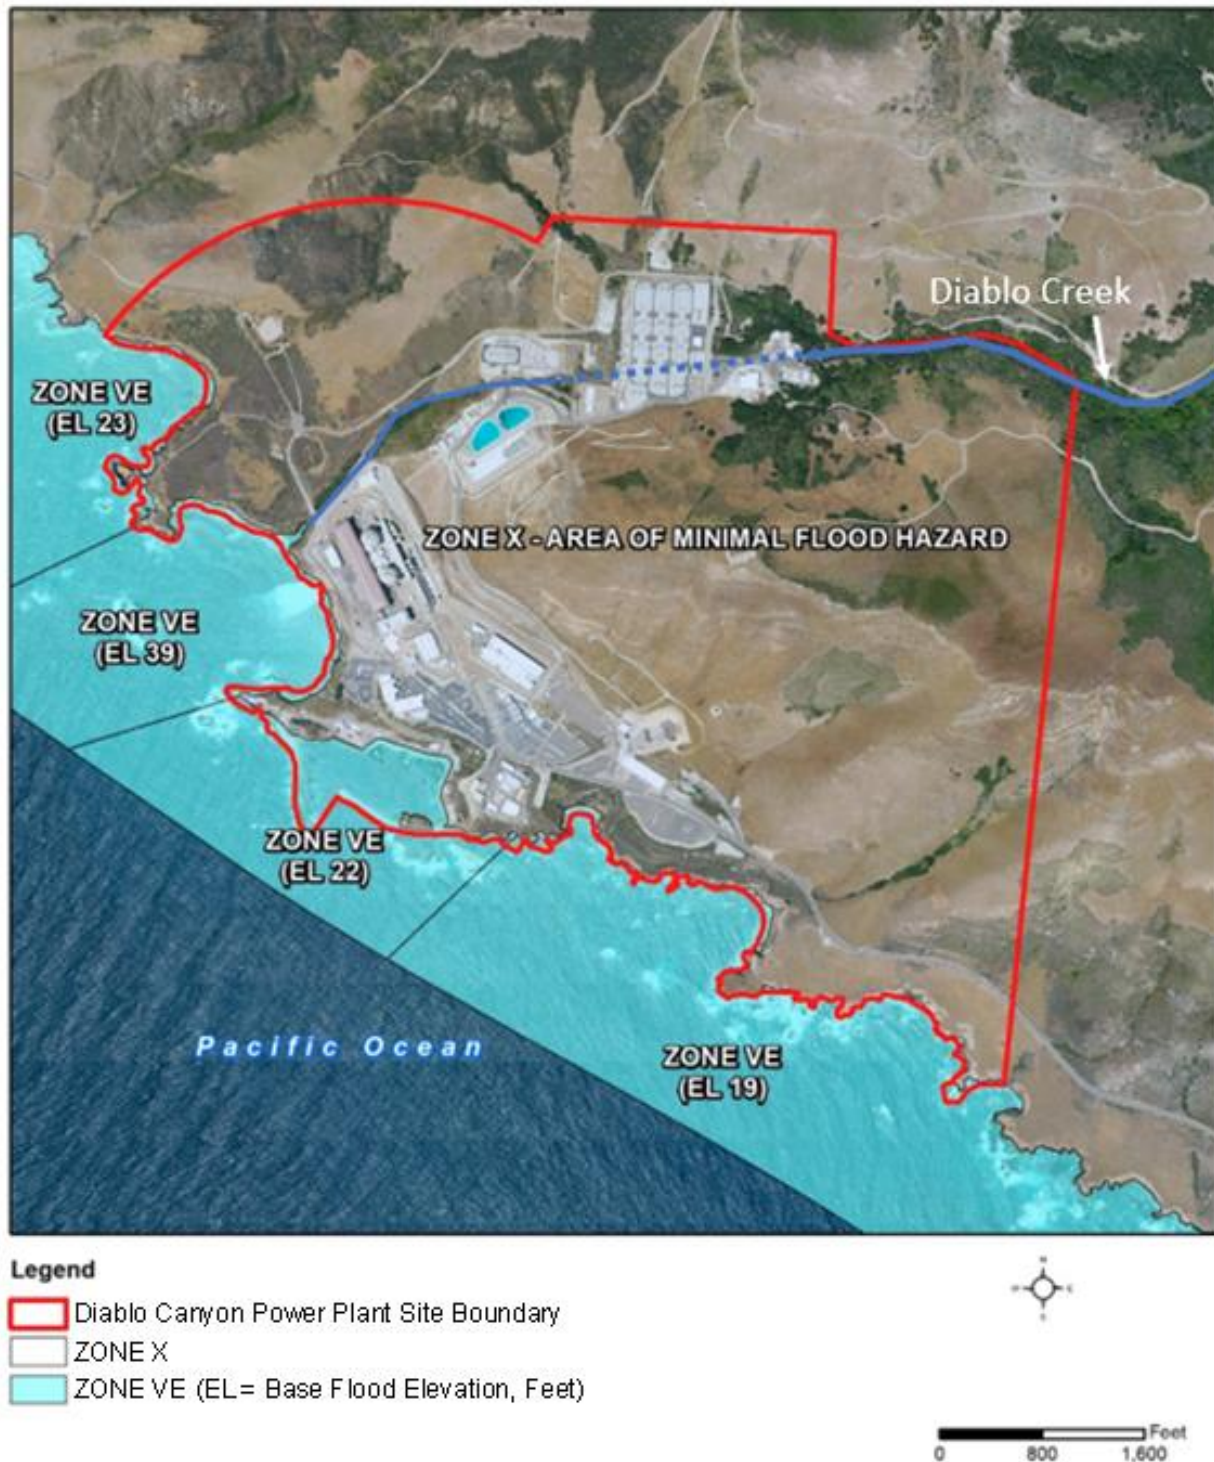 Diablo Creek
ZONE VE
(EL 23)
ZONE X - AREA OF MINIMAL FLOOD HAZARD
ZONE VE
(EL 39)
ZONE VE
(EL 22)
Pacific Ocean
ZONE VE
(EL 19)
Legend
Diablo Canyon Power Plant Site Boundary
ZONE X
ZONE VE (EL= Base Flood Elevation, Feet)
N
S
Feet
0 800 1,600